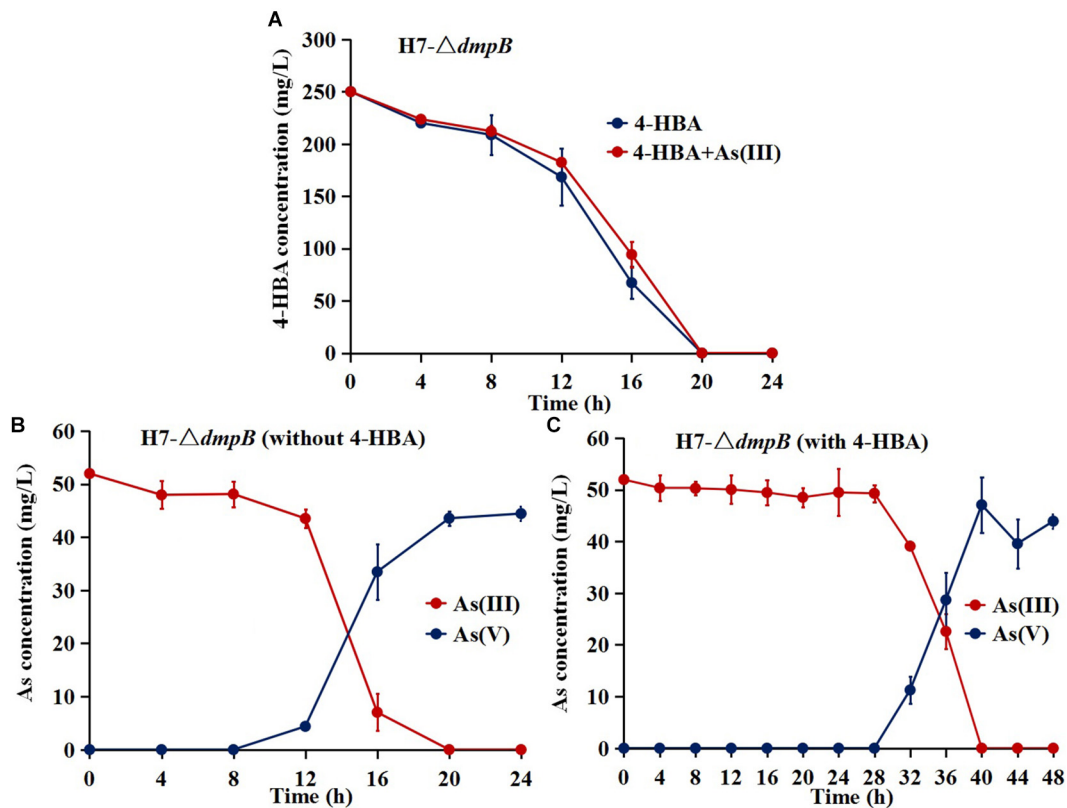 A
H7-△dmpB
4-HBA concentration (mg/L)
300
250
200
150
100
50
0
4-HBA
4-HBA+As(III)
0 4 8 12 16 20 24
Time (h)
B
H7-△dmpB (without 4-HBA)
As concentration (mg/L)
60
50
40
30
20
10
0
As(III)
As(V)
0 4 8 12 16 20 24
Time (h)
C
H7-△dmpB (with 4-HBA)
As concentration (mg/L)
60
50
40
30
20
10
0
As(III)
As(V)
0 4 8 12 16 20 24 28 32 36 40 44 48
Time (h)